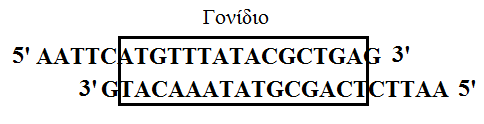 Γονίδιο
5' AATTCATGTTTATACGCTGAG 3'
3' GTACAAATATGCGACTCTTAA 5'